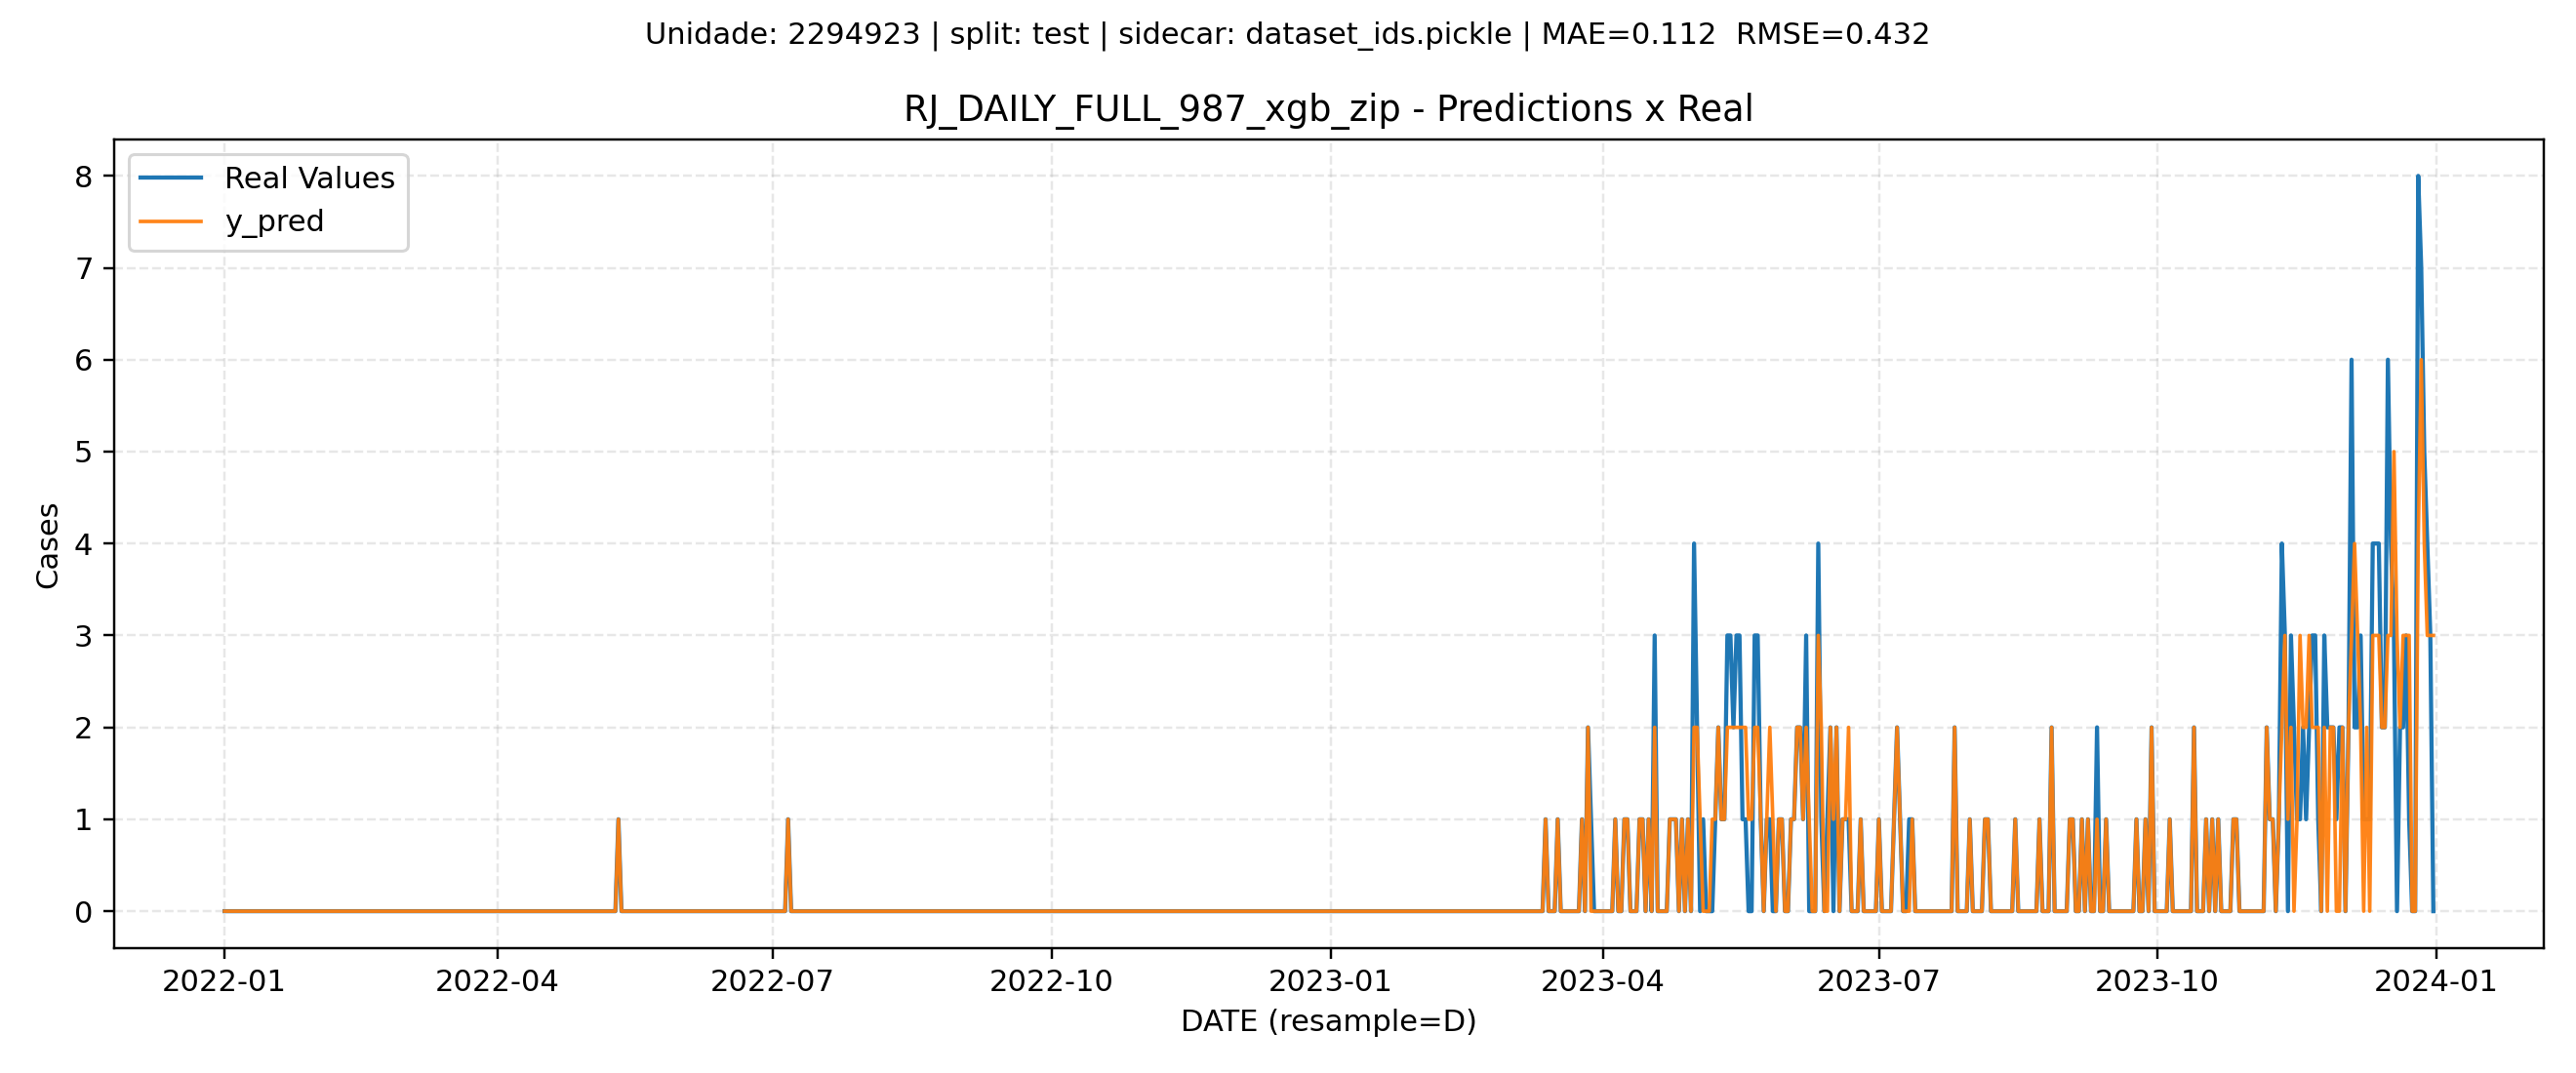 Unidade: 2294923 | split: test | sidecar: dataset_ids.pickle | MAE=0.112  RMSE=0.432
RJ_DAILY_FULL_987_xgb_zip - Predictions x Real
Real Values
y_pred
8
7
6
5
4
3
2
1
0
Cases
2022-01 2022-04 2022-07 2022-10 2023-01 2023-04 2023-07 2023-10 2024-01
DATE (resample=D)